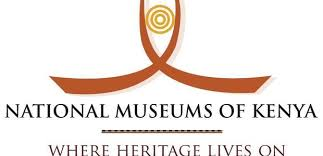 NATIONAL MUSEUMS OF KENYA
WHERE HERITAGE LIVES ON